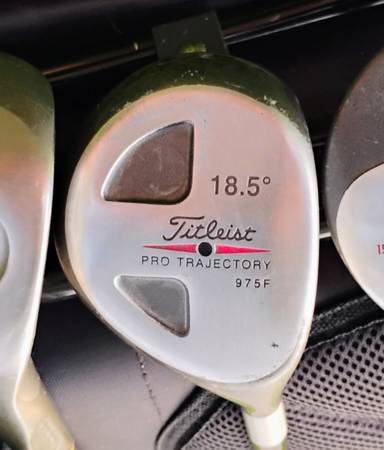 18.5°
Titleist
PRO TRAJECTORY
975F